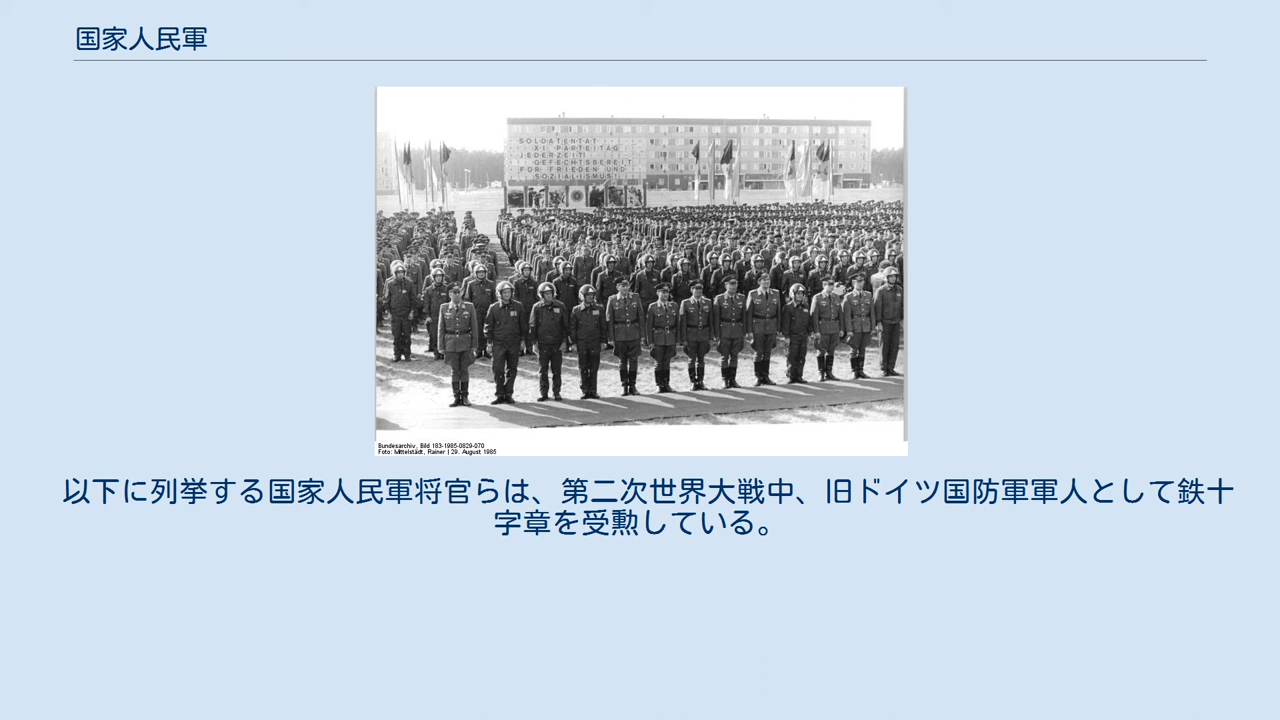 国家人民軍
SOLDATENTAT
XI. PARTEITAG
JEDERZEIT
GEFECHTSBEREIT
FÜR FRIEDEN UND
SOZIALISMUS!
Bundesarchiv, Bild 183-1985-0829-070
Foto: Mittelstädt, Rainer | 29. August 1985
以下に列挙する国家人民軍将官らは、第二次世界大戦中、旧ドイツ国防軍軍人として鉄十
字章を受勲している。